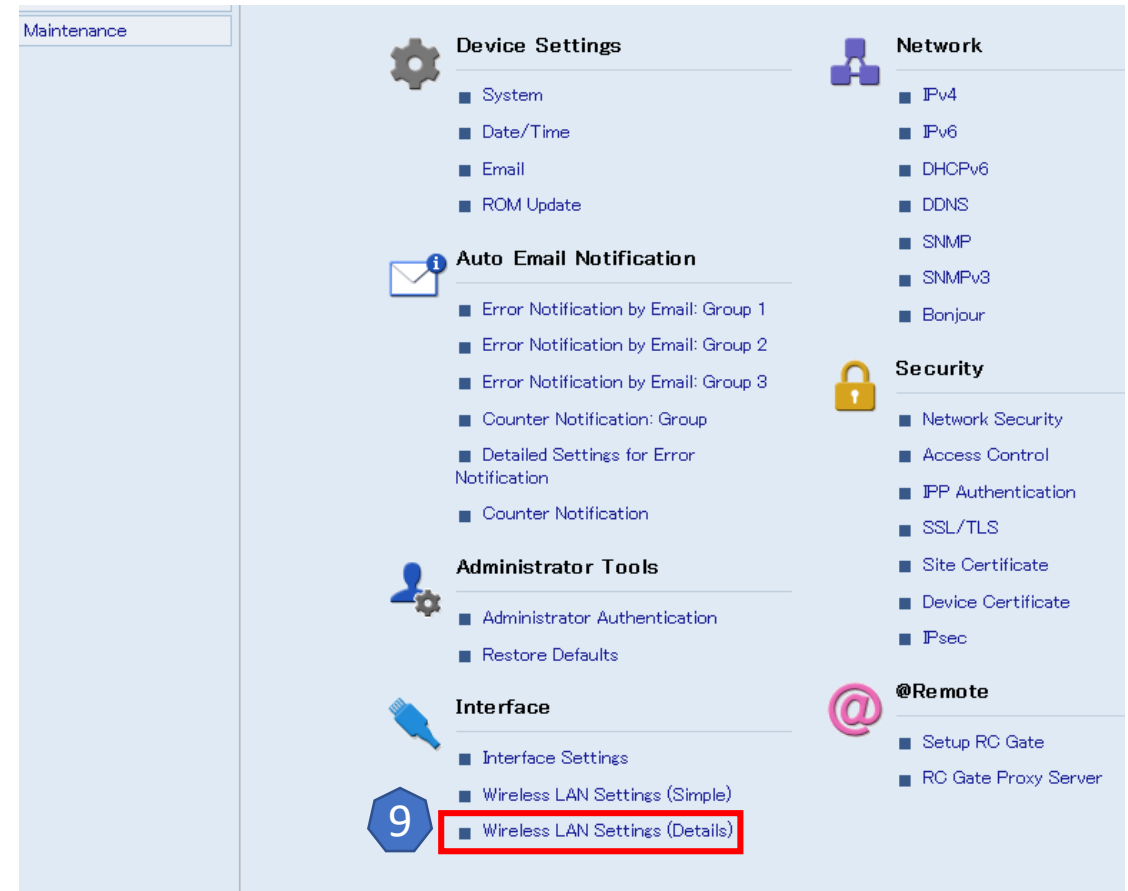 Maintenance
Device Settings
System
Date/Time
Email
ROM Update
Auto Email Notification
Error Notification by Email: Group 1
Error Notification by Email: Group 2
Error Notification by Email: Group 3
Counter Notification: Group
Detailed Settings for Error
Notification
Counter Notification
Administrator Tools
Administrator Authentication
Restore Defaults
Interface
Interface Settings
Wireless LAN Settings (Simple)
9
Wireless LAN Settings (Details)
Network
IPv4
IPv6
DHCPv6
DDNS
SNMP
SNMPv3
Bonjour
Security
Network Security
Access Control
IPP Authentication
SSL/TLS
Site Certificate
Device Certificate
IPsec
@
@Remote
Setup RC Gate
RC Gate Proxy Server